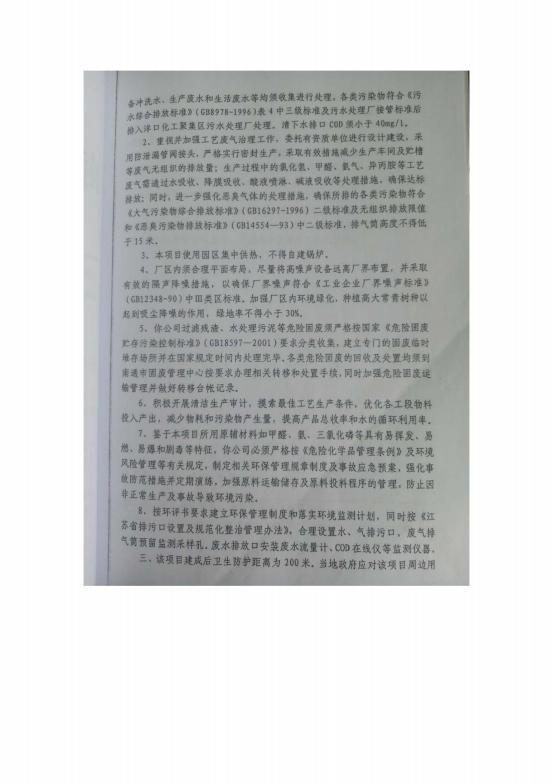 备冲洗水、生产废水和生活废水等均须收集进行处理。各类污染物符合《污
水综合排放标准》(GB8978-1996)表 4 中三级标准及污水处理厂接管标准后
排入洋口化工聚集区污水处理厂处理。清下水排口 COD 须小于 40mg/l。
2、重视并加强工艺废气治理工作，委托有资质单位进行设计建设，采
用防泄漏管阀接头，严格实行密封生产，采取有效措施减少生产车间及贮槽
等废气无组织的排放量；生产过程中的氯化氢、甲醛、氨气、异丙胺等工艺
废气需通过水吸收、降膜吸收、酸液喷淋、碱液吸收等处理措施，确保达标
排放；同时，进一步强化恶臭气体的处理措施，确保所排的各类污染物符合
《大气污染物综合排放标准》(GB16297-1996) 二级标准及无组织排放限值
和《恶臭污染物排放标准》(GB14554—93) 中二级标准，排气筒高度不得低
于 15 米。
3、本项目使用园区集中供热，不得自建锅炉。
4、厂区内须合理平面布局，尽量将高噪声设备远离厂界布置，并采取
有效的隔声降噪措施，以确保厂界噪声符合《工业企业厂界噪声标准》
(GB12348-90) 中Ⅲ类区标准。加强厂区内环境绿化，种植高大常青树种以
起到吸尘降噪的作用，绿地率不得小于 30%。
5、你公司过滤残渣、水处理污泥等危险固废须严格按国家《危险固废
贮存污染控制标准》(GB18597—2001) 要求分类收集，建立专门的固废临时
堆存场所并在国家规定时间内处理完毕。各类危险固废的回收及处置均须到
南通市固废管理中心按要求办理相关转移和处置手续，同时加强危险固废运
输管理并做好转移台帐记录。
6、积极开展清洁生产审计，摸索最佳工艺生产条件，优化各工段物料
投入产出，减少物耗和污染物产生量，提高产品总收率和水的循环利用率。
7、鉴于本项目所用原辅材料如甲醛、氨、三氯化磷等具有易挥发、易
燃、易爆和剧毒等特征，你公司必须严格按《危险化学品管理条例》及环境
风险管理等有关规定，制定相关环保管理规章制度及事故应急预案，强化事
故防范措施并定期演练，加强原料运输储存及原料投料程序的管理，防止因
非正常生产及事故导致环境污染。
8、按环评书要求建立环保管理制度和落实环境监测计划，同时按《江
苏省排污口设置及规范化整治管理办法》，合理设置水、气排污口，废气排
气筒预留监测采样孔，废水排放口安装废水流量计、COD 在线仪等监测仪器。
三、该项目建成后卫生防护距离为 200 米。当地政府应对该项目周边用